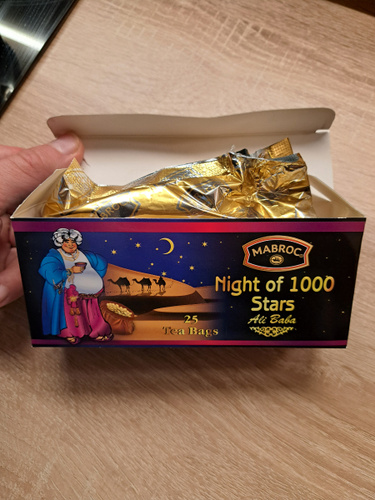 MABROC
Night of 1000
Stars
Ali Baba
25
Tea Bags